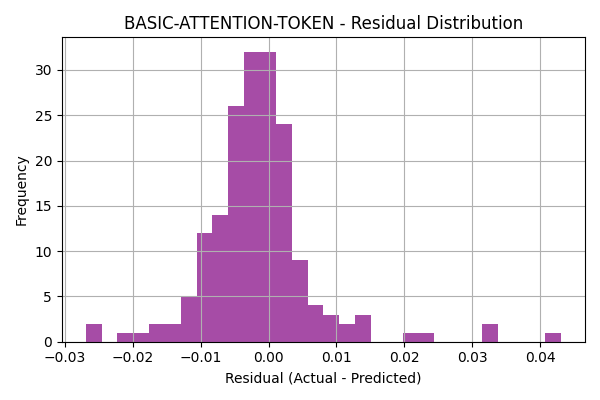 BASIC-ATTENTION-TOKEN - Residual Distribution
Frequency
30
25
20
15
10
5
0
−0.03 −0.02 −0.01 0.00 0.01 0.02 0.03 0.04
Residual (Actual - Predicted)